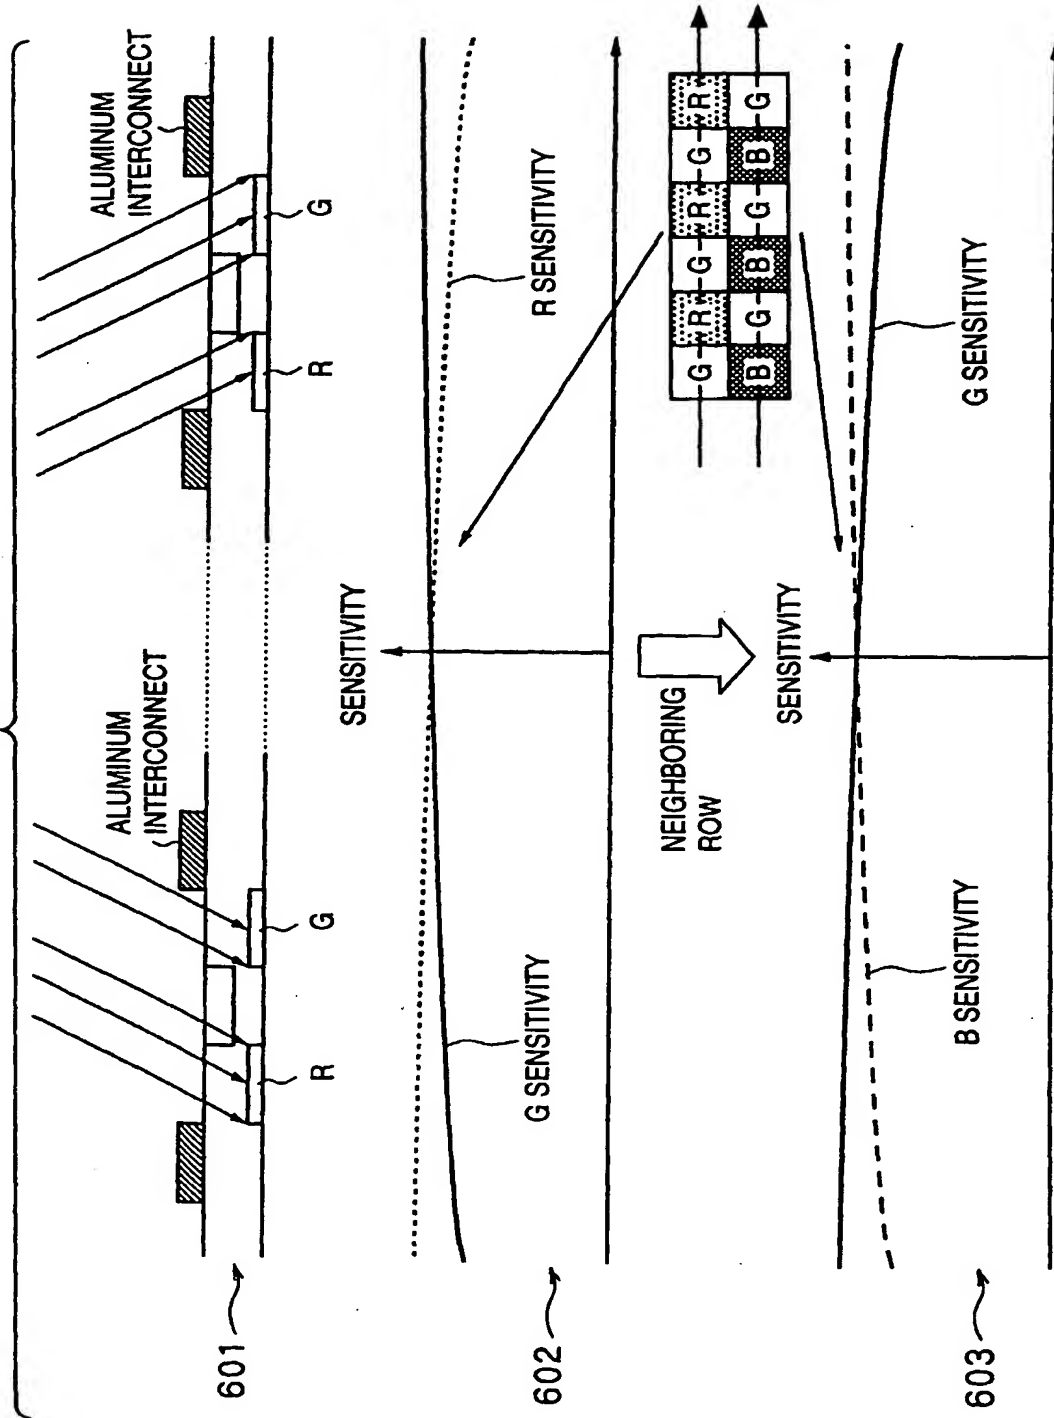 601
ALUMINUM
INTERCONNECT
ALUMINUM
INTERCONNECT
R
G
R
G
602
SENSITIVITY
G SENSITIVITY
R SENSITIVITY
NEIGHBORING
ROW
G R G R G R
B G B G B G
603
SENSITIVITY
B SENSITIVITY
G SENSITIVITY